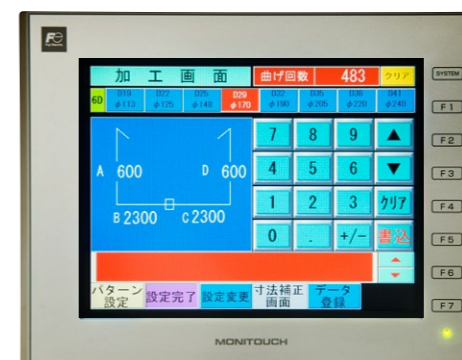 Fe
SYSTEM
加工画面 曲げ回数 483 クリア
6D D19 D22 D25 D29 D32 D35 D38 D41
φ113 φ125 φ140 φ170 φ190 φ205 φ220 φ240
F1
7 8 9 ▲
F2
A 600 D 600 4 5 6 ▼
F3
1 2 3 クリア
B 2300 C 2300
F4
0 . +/- 書込
F5
F6
パターン設定 設定完了 設定変更 寸法補正画面 データ登録
F7
MONITOUCH